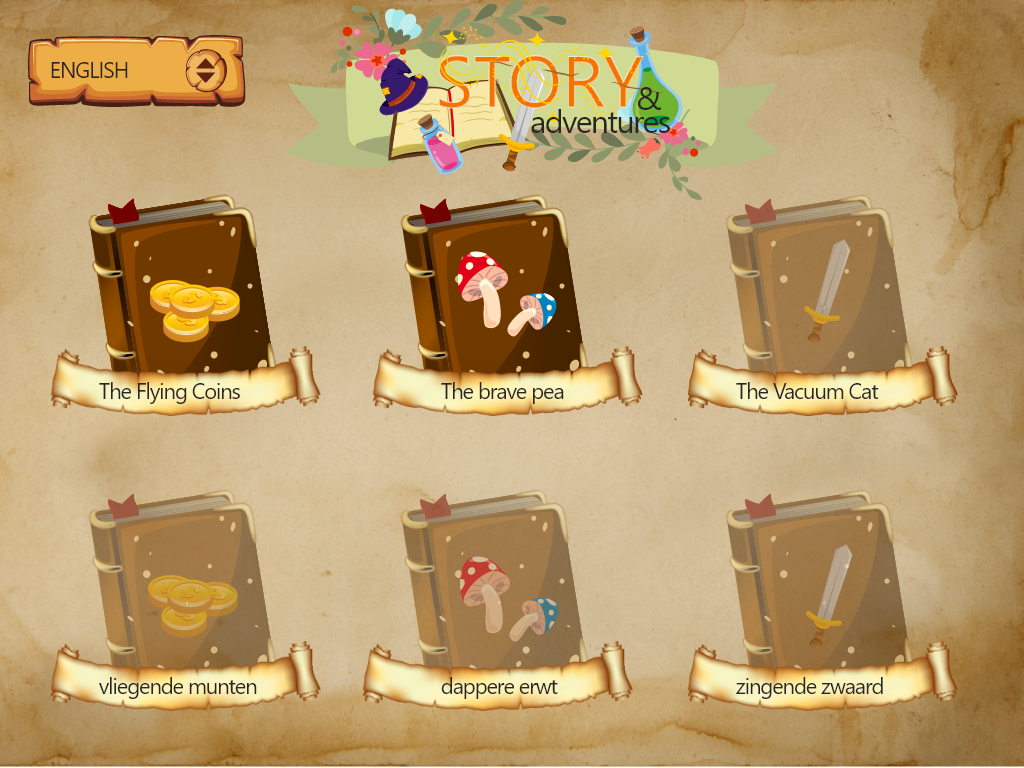 ENGLISH
STORY
&
adventures
The Flying Coins
The brave pea
The Vacuum Cat
vliegende munten
dappere erwt
zingende zwaard